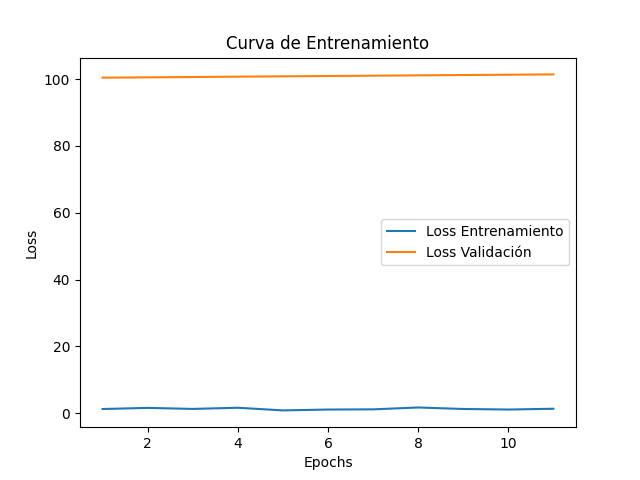 Curva de Entrenamiento
100
80
60
40
20
0
Loss
Loss Entrenamiento
Loss Validación
2 4 6 8 10
Epochs